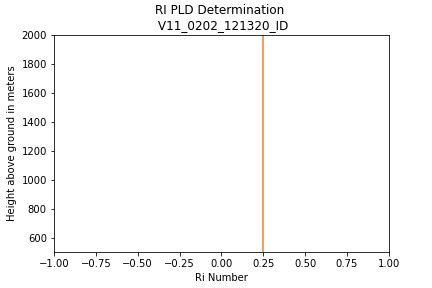 RI PLD Determination
V11_0202_121320_ID
2000
1800
1600
1400
1200
1000
800
600
Height above ground in meters
−1.00 −0.75 −0.50 −0.25 0.00 0.25 0.50 0.75 1.00
Ri Number